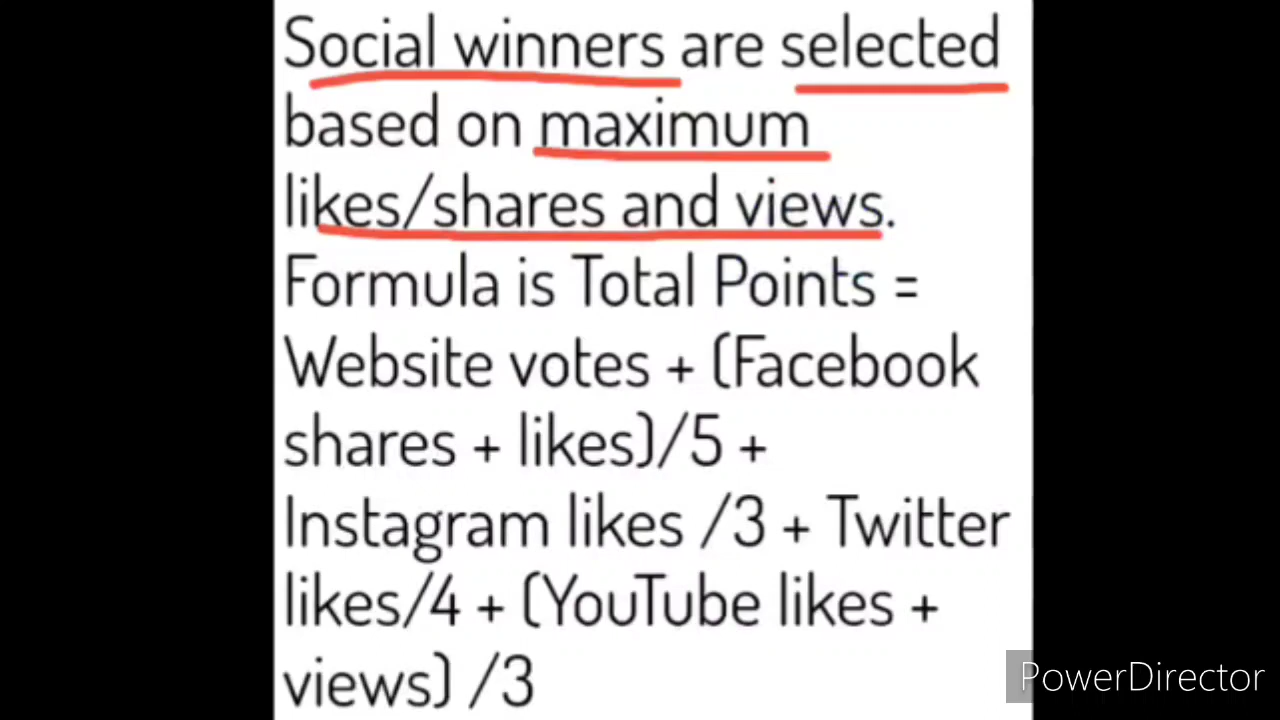 Social winners are selected
based on maximum
likes/shares and views.
Formula is Total Points =
Website votes + (Facebook
shares + likes)/5 +
Instagram likes /3 + Twitter
likes/4 + (YouTube likes +
views) /3
PowerDirector